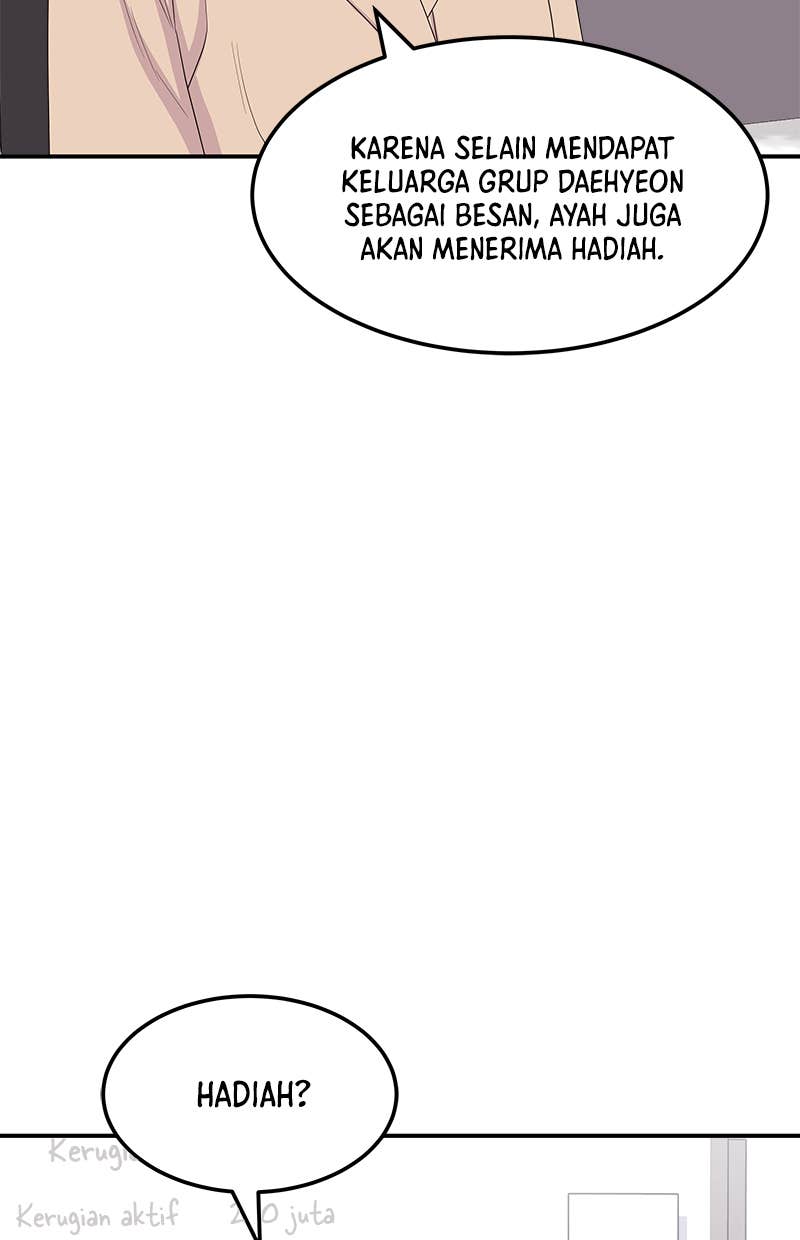 KARENA SELAIN MENDAPAT
KELUARGA GRUP DAEHYEON
SEBAGAI BESAN, AYAH JUGA
AKAN MENERIMA HADIAH.
HADIAH?
Kerugian aktif juta